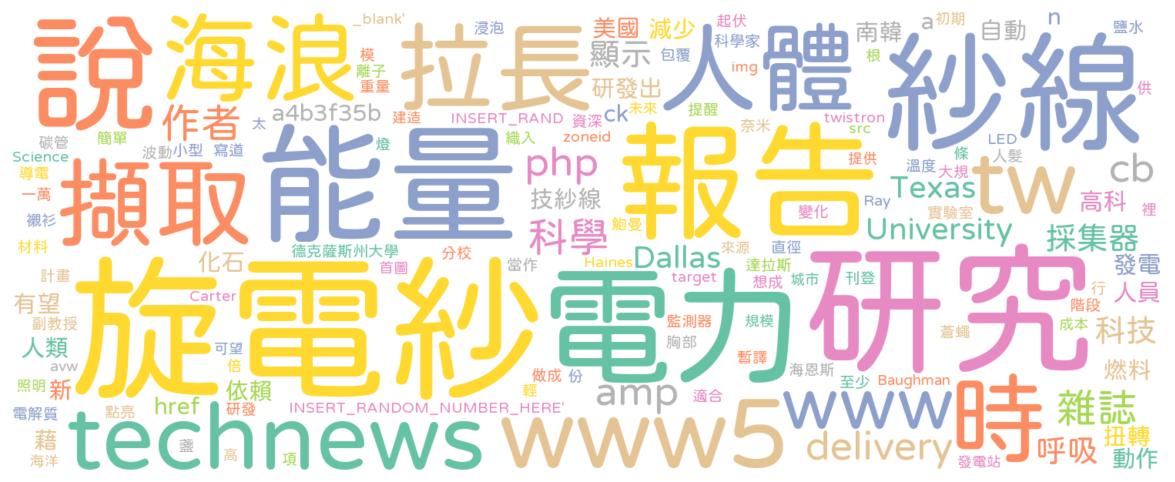 說
海浪
拉長
人體
紗線
_blank'
模
離子
重量
浸泡
美國
減少
顯示
研發出
起伏
科學家
包覆
img
南韓
a
自動
初期
根
n
鹽水
供
作者
a4b3f35b
建造
INSERT_RAND
資深
ck
未來
織入
zoneid
提醒
奈米
twistron
src
碳管
簡單
太
Science
波動
小型
寫道
燈
導電
一萬
襯衫
材料
擷取
能量
php
技紗線
科學
鮑曼
報告
提供
變化
Ray
溫度
LED
人髮
條
大規
tw
cb
Texas
實驗室
高科
裡
University
採集器
德克薩斯州大學
分校
化石
首圖
當作
Haines
Dallas
target
來源
直徑
達拉斯
想成
城市
刊登
發電
人員
計畫
有望
副教授
Carter
旋電紗
電力
研究
行
階段
成本
科技
人類
可望
avw
倍
照明
新
依賴
監測器
規模
胸部
暫譯
海恩斯
蒼蠅
至少
Baughman
燃料
電解質
點亮
href
研發
INSERT_RANDOM_NUMBER_HERE'
輕
做成
份
amp
適合
www
時
雜誌
藉
海洋
technews
盞
高
項
www5
delivery
發電站
呼吸
扭轉
動作